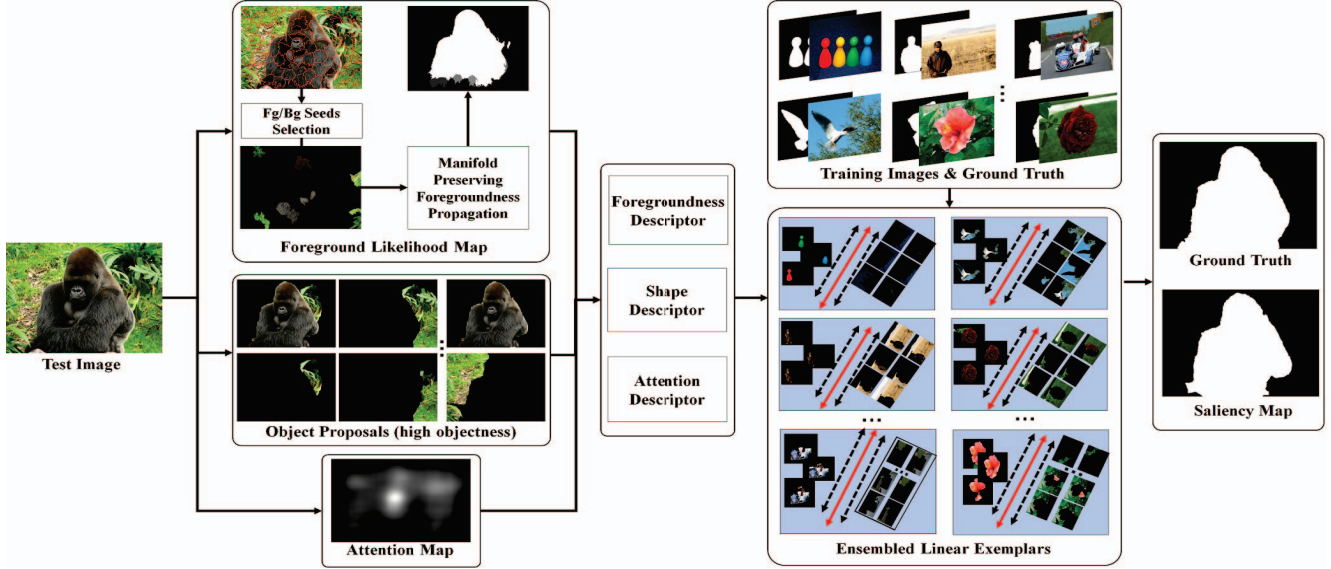 Fg/Bg Seeds
Selection
Manifold
Preserving
Foregroundness
Propagation
Foreground Likelihood Map
Test Image
Object Proposals (high objectness)
Attention Map
Foregroundness
Descriptor
Shape
Descriptor
Attention
Descriptor
Training Images & Ground Truth
Ensembled Linear Exemplars
Ground Truth
Saliency Map